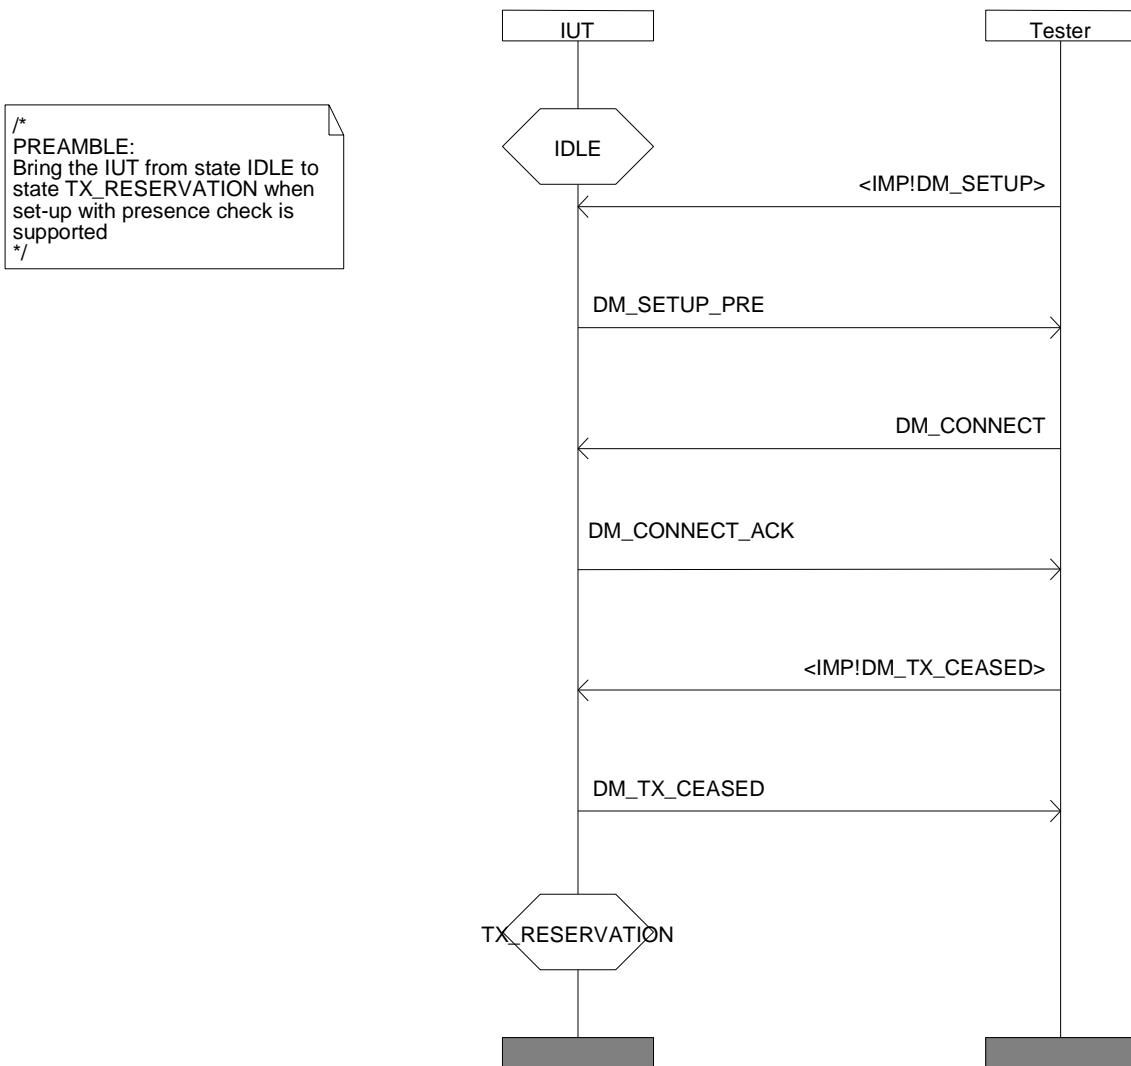 IUT
Tester
/*
PREAMBLE:
Bring the IUT from state IDLE to
state TX_RESERVATION when
set-up with presence check is
supported
*/
IDLE
<IMP!DM_SETUP>
DM_SETUP_PRE
DM_CONNECT
DM_CONNECT_ACK
<IMP!DM_TX_CEASED>
DM_TX_CEASED
TX_RESERVATION